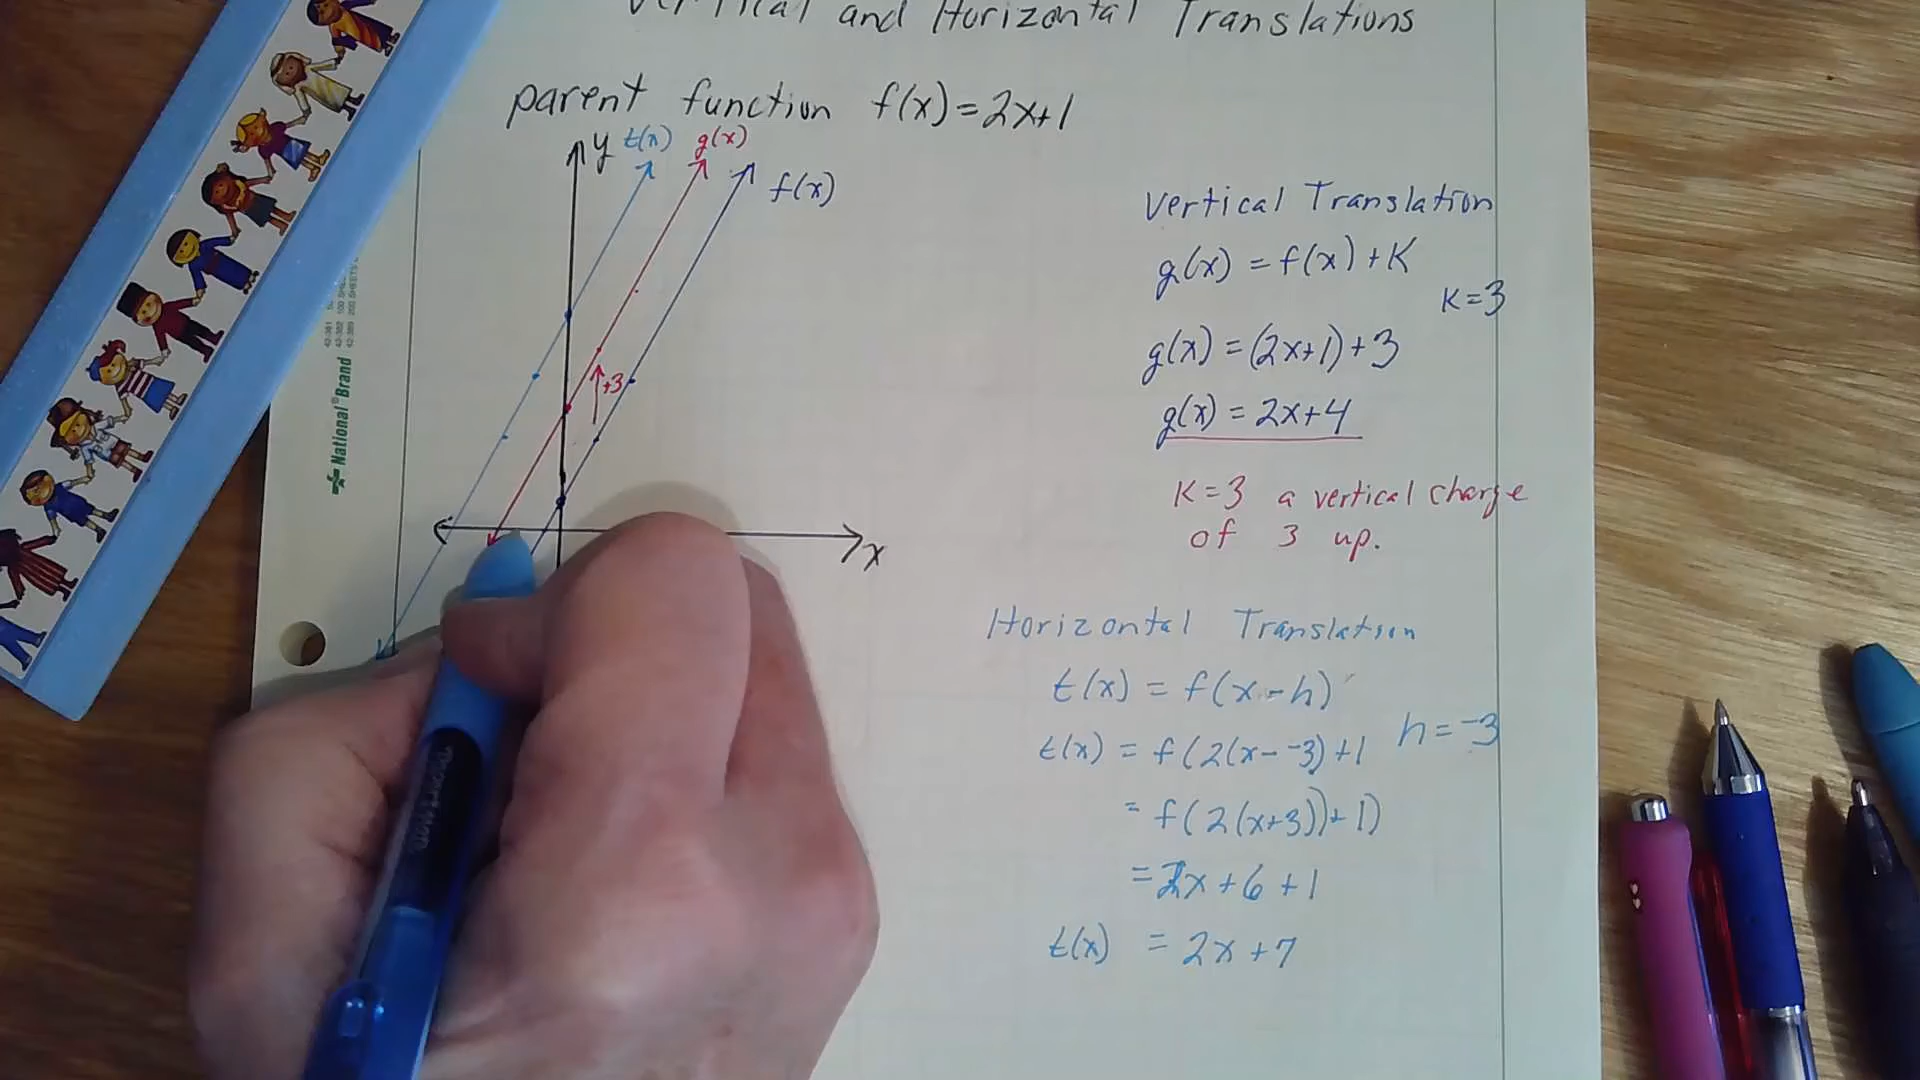 Vertical and Horizontal Translations
parent function f(x)=2x+1
y t(x) g(x)
f(x)
+3
x
Vertical Translation
g(x) = f(x)+K
K=3
g(x) = (2x+1)+3
g(x) = 2x+4
K=3 a vertical change
of 3 up.
Horizontal Translation
t(x) = f(x-h)
t(x) = f(2(x--3)+1
h=-3
= f(2(x+3))+1)
=2x+6+1
t(x) = 2x+7
National®Brand